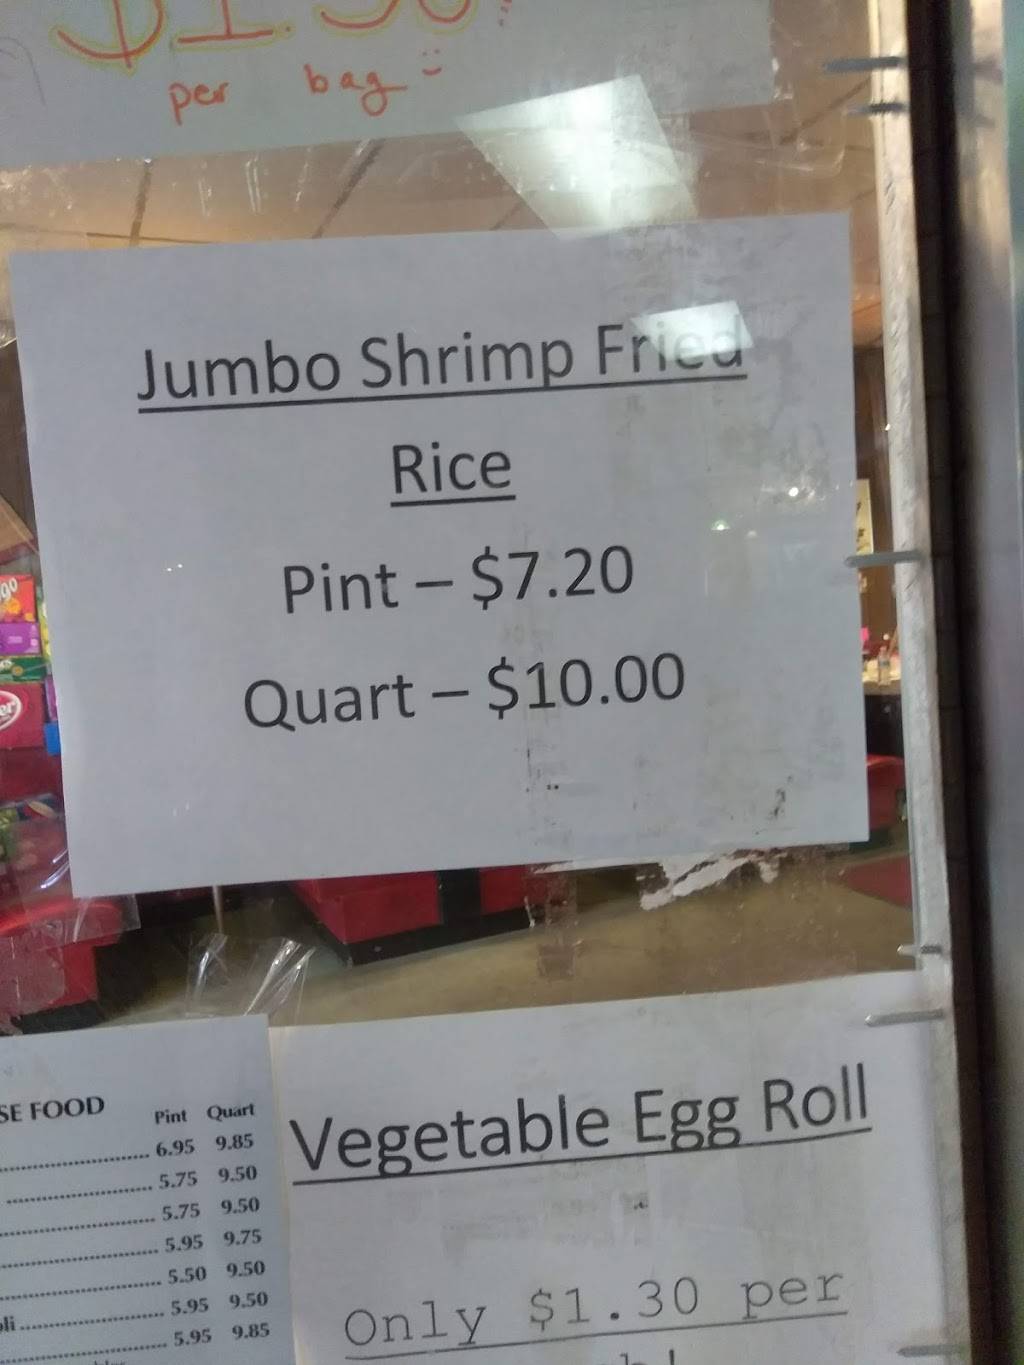 per bag
Jumbo Shrimp Fried
Rice
Pint – $7.20
Quart – $10.00
SE FOOD
Pint Quart
6.95 9.85
5.75 9.50
5.75 9.50
5.95 9.75
5.50 9.50
5.95 9.50
5.95 9.85
Vegetable Egg Roll
Only $1.30 per